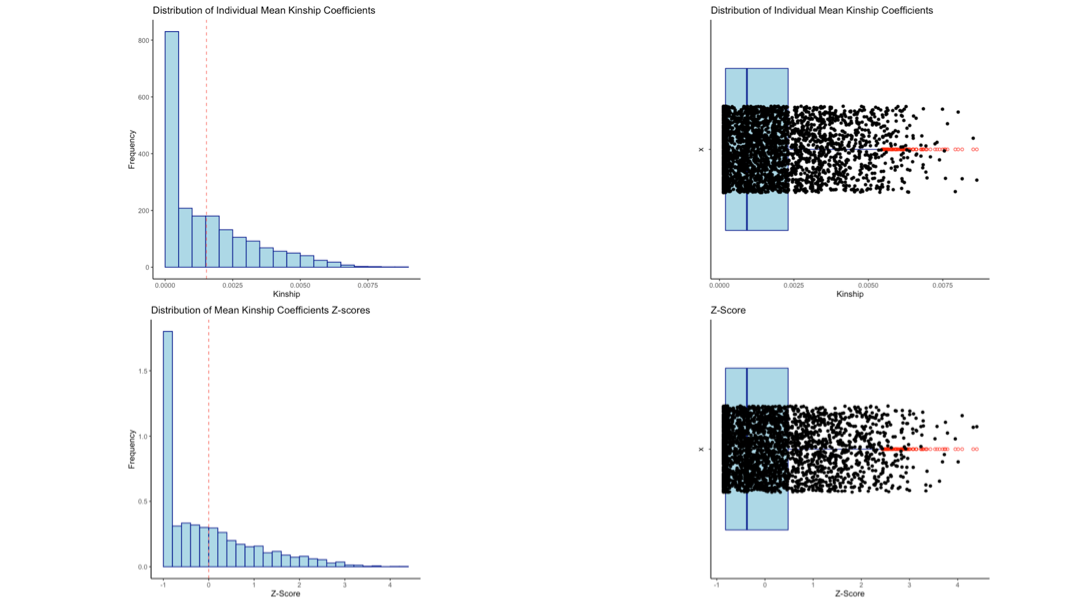 Distribution of Individual Mean Kinship Coefficients
800
600
400
200
0
Frequency
0.0000 0.0025 0.0050 0.0075
Kinship
Distribution of Individual Mean Kinship Coefficients
x
0.0000 0.0025 0.0050 0.0075
Kinship
Distribution of Mean Kinship Coefficients Z-scores
1.5
1.0
0.5
0.0
Frequency
-1 0 1 2 3 4
Z-Score
Z-Score
x
-1 0 1 2 3 4
Z-Score